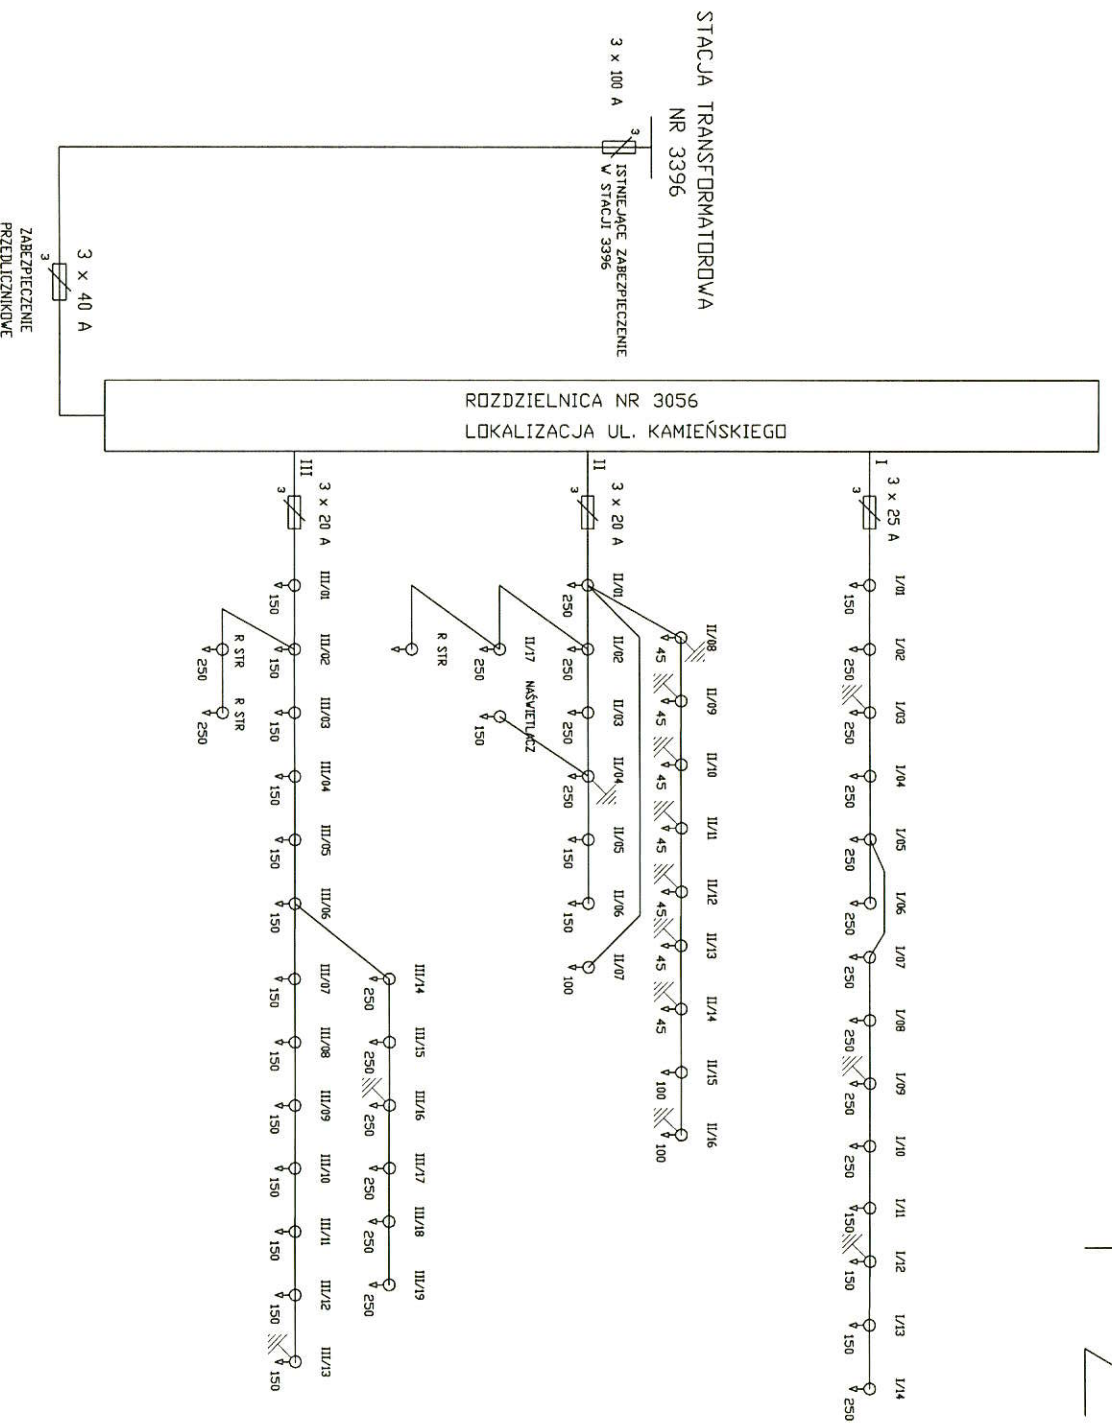 STACJA TRANSFORMATOROWA
NR 3396
3 x 100 A
3
ISTNIEJĄCE ZABEZPIECZENIE
W STACJI 3396
3 x 40 A
3
ZABEZPIECZENIE
PRZEDLICZNIKOWE
ROZDZIELNICA NR 3056
LOKALIZACJA UL. KAMIEŃSKIEGO
I
3 x 25 A
3
I/01 I/02 I/03 I/04 I/05 I/06 I/07 I/08 I/09 I/10 I/11 I/12 I/13 I/14
150 250 250 250 250 250 250 250 250 250 150 150 150 250
II/08 II/09 II/10 II/11 II/12 II/13 II/14 II/15 II/16
45 45 45 45 45 45 45 100 100
II
3 x 20 A
3
II/01 II/02 II/03 II/04 II/05 II/06 II/07
250 250 250 250 150 150 100
II/17 NAŚWIETLACZ
250 150
R STR
III/14 III/15 III/16 III/17 III/18 III/19
250 250 250 250 250 250
III
3 x 20 A
3
III/01 III/02 III/03 III/04 III/05 III/06 III/07 III/08 III/09 III/10 III/11 III/12 III/13
150 150 150 150 150 150 150 150 150 150 150 150 150
R STR R STR
250 250